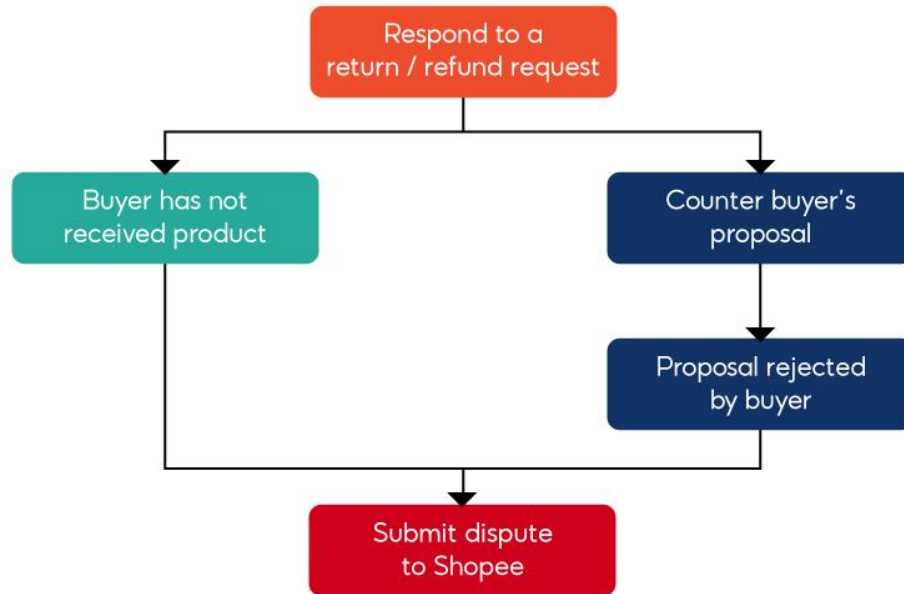 Respond to a
return / refund request
Buyer has not
received product
Counter buyer's
proposal
Proposal rejected
by buyer
Submit dispute
to Shopee